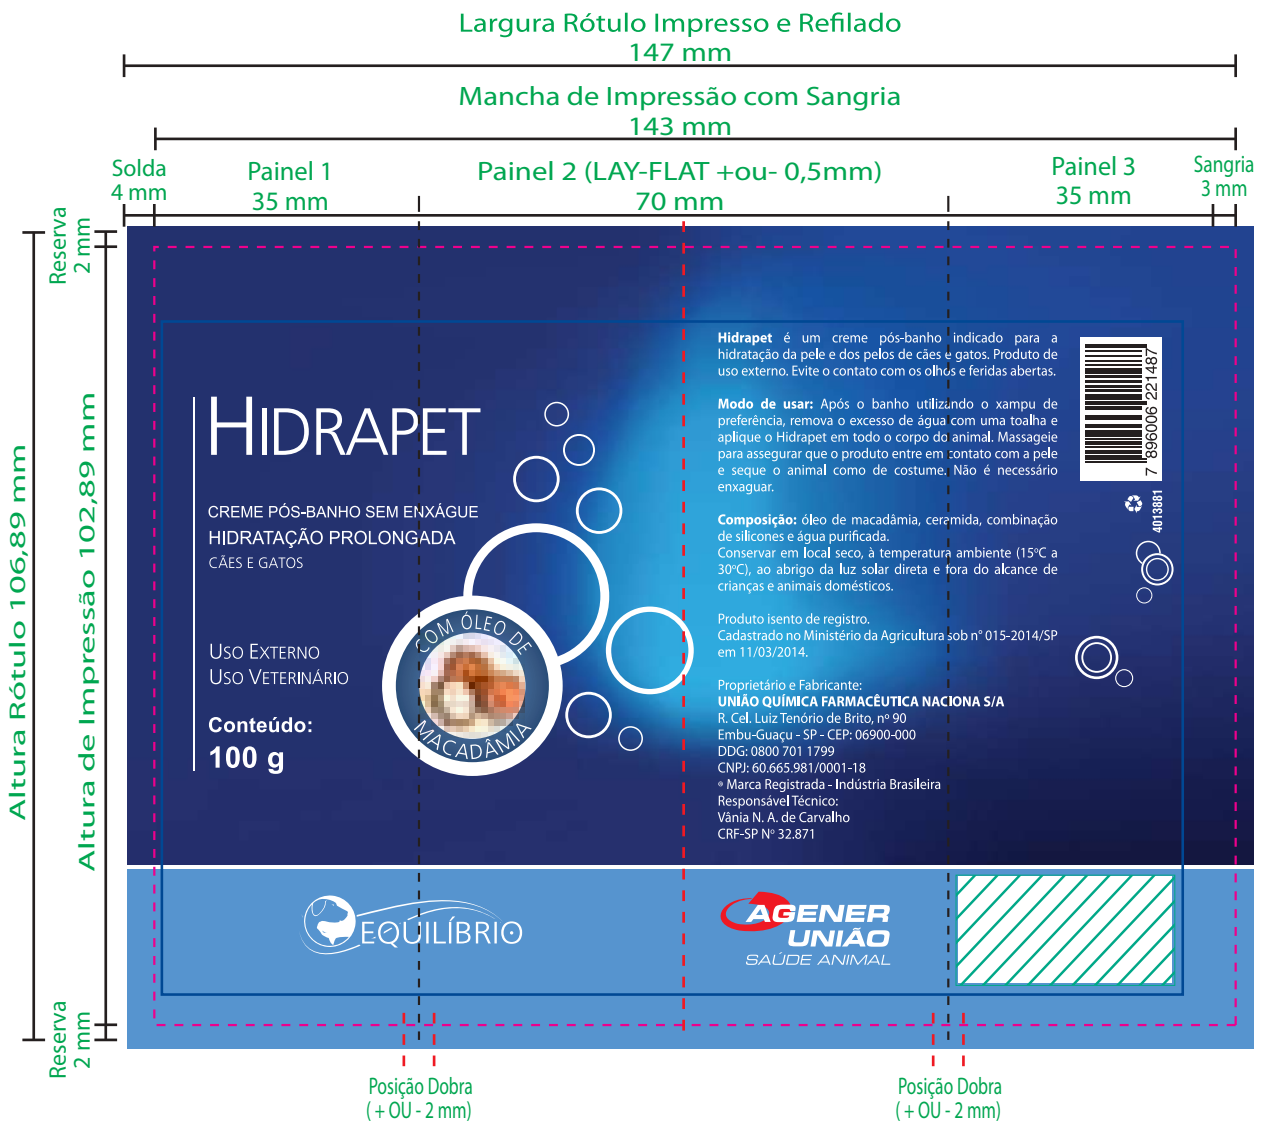 Largura Rótulo Impresso e Refilado
147 mm
Mancha de Impressão com Sangria
143 mm
Solda
4 mm
Painel 1
35 mm
Painel 2 (LAY-FLAT +ou- 0,5mm)
70 mm
Painel 3
35 mm
Sangria
3 mm
Reserva
2 mm
Altura Rótulo 106,89 mm
Altura de Impressão 102,89 mm
Reserva
2 mm
HIDRAPET
CREME PÓS-BANHO SEM ENXÁGUE
HIDRATAÇÃO PROLONGADA
CÃES E GATOS
USO EXTERNO
USO VETERINÁRIO
Conteúdo:
100 g
COM ÓLEO DE
MACADÂMIA
Hidrapet é um creme pós-banho indicado para a
hidratação da pele e dos pelos de cães e gatos. Produto de
uso externo. Evite o contato com os olhos e feridas abertas.
Modo de usar: Após o banho utilizando o xampu de
preferência, remova o excesso de água com uma toalha e
aplique o Hidrapet em todo o corpo do animal. Massageie
para assegurar que o produto entre em contato com a pele
e seque o animal como de costume. Não é necessário
enxaguar.
Composição: óleo de macadâmia, ceramida, combinação
de silicones e água purificada.
Conservar em local seco, à temperatura ambiente (15ºC a
30ºC), ao abrigo da luz solar direta e fora do alcance de
crianças e animais domésticos.
Produto isento de registro.
Cadastrado no Ministério da Agricultura sob n° 015-2014/SP
em 11/03/2014.
Proprietário e Fabricante:
UNIÃO QUÍMICA FARMACÊUTICA NACIONA S/A
R. Cel. Luiz Tenório de Brito, nº 90
Embu-Guaçu - SP - CEP: 06900-000
DDG: 0800 701 1799
CNPJ: 60.665.981/0001-18
® Marca Registrada - Indústria Brasileira
Responsável Técnico:
Vânia N. A. de Carvalho
CRF-SP Nº 32.871
7 896006 221487
4013881
EQUILÍBRIO
AGENER
UNIÃO
SAÚDE ANIMAL
Posição Dobra
( + OU - 2 mm)
Posição Dobra
( + OU - 2 mm)